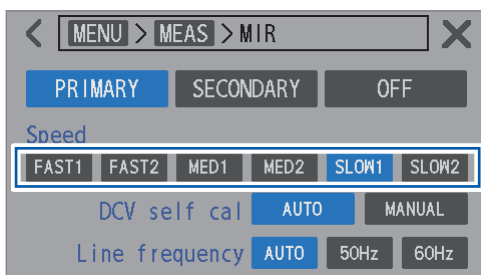 MENU > MEAS > MIR
PRIMARY SECONDARY OFF
Speed
FAST1 FAST2 MED1 MED2 SLOW1 SLOW2
DCV self cal AUTO MANUAL
Line frequency AUTO 50Hz 60Hz